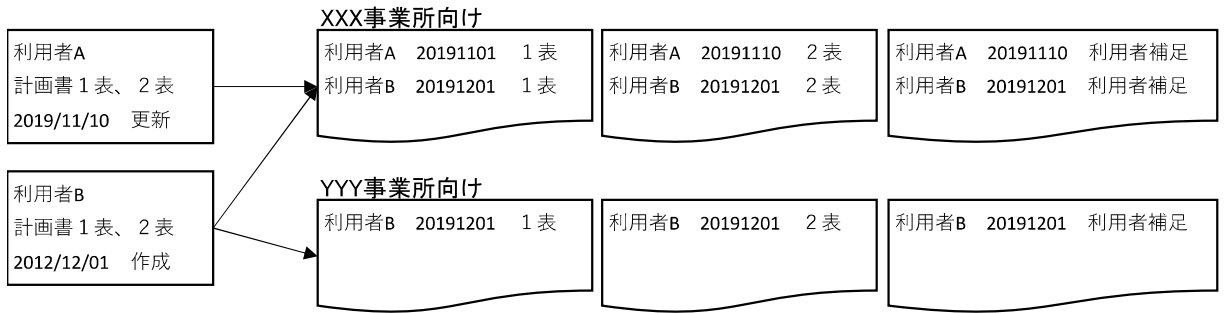 利用者A
計画書１表、２表
2019/11/10　更新
利用者B
計画書１表、２表
2012/12/01　作成
XXX事業所向け
利用者A　20191101　１表
利用者B　20191201　１表
利用者A　20191110　２表
利用者B　20191201　２表
利用者A　20191110　利用者補足
利用者B　20191201　利用者補足
YYY事業所向け
利用者B　20191201　１表
利用者B　20191201　２表
利用者B　20191201　利用者補足